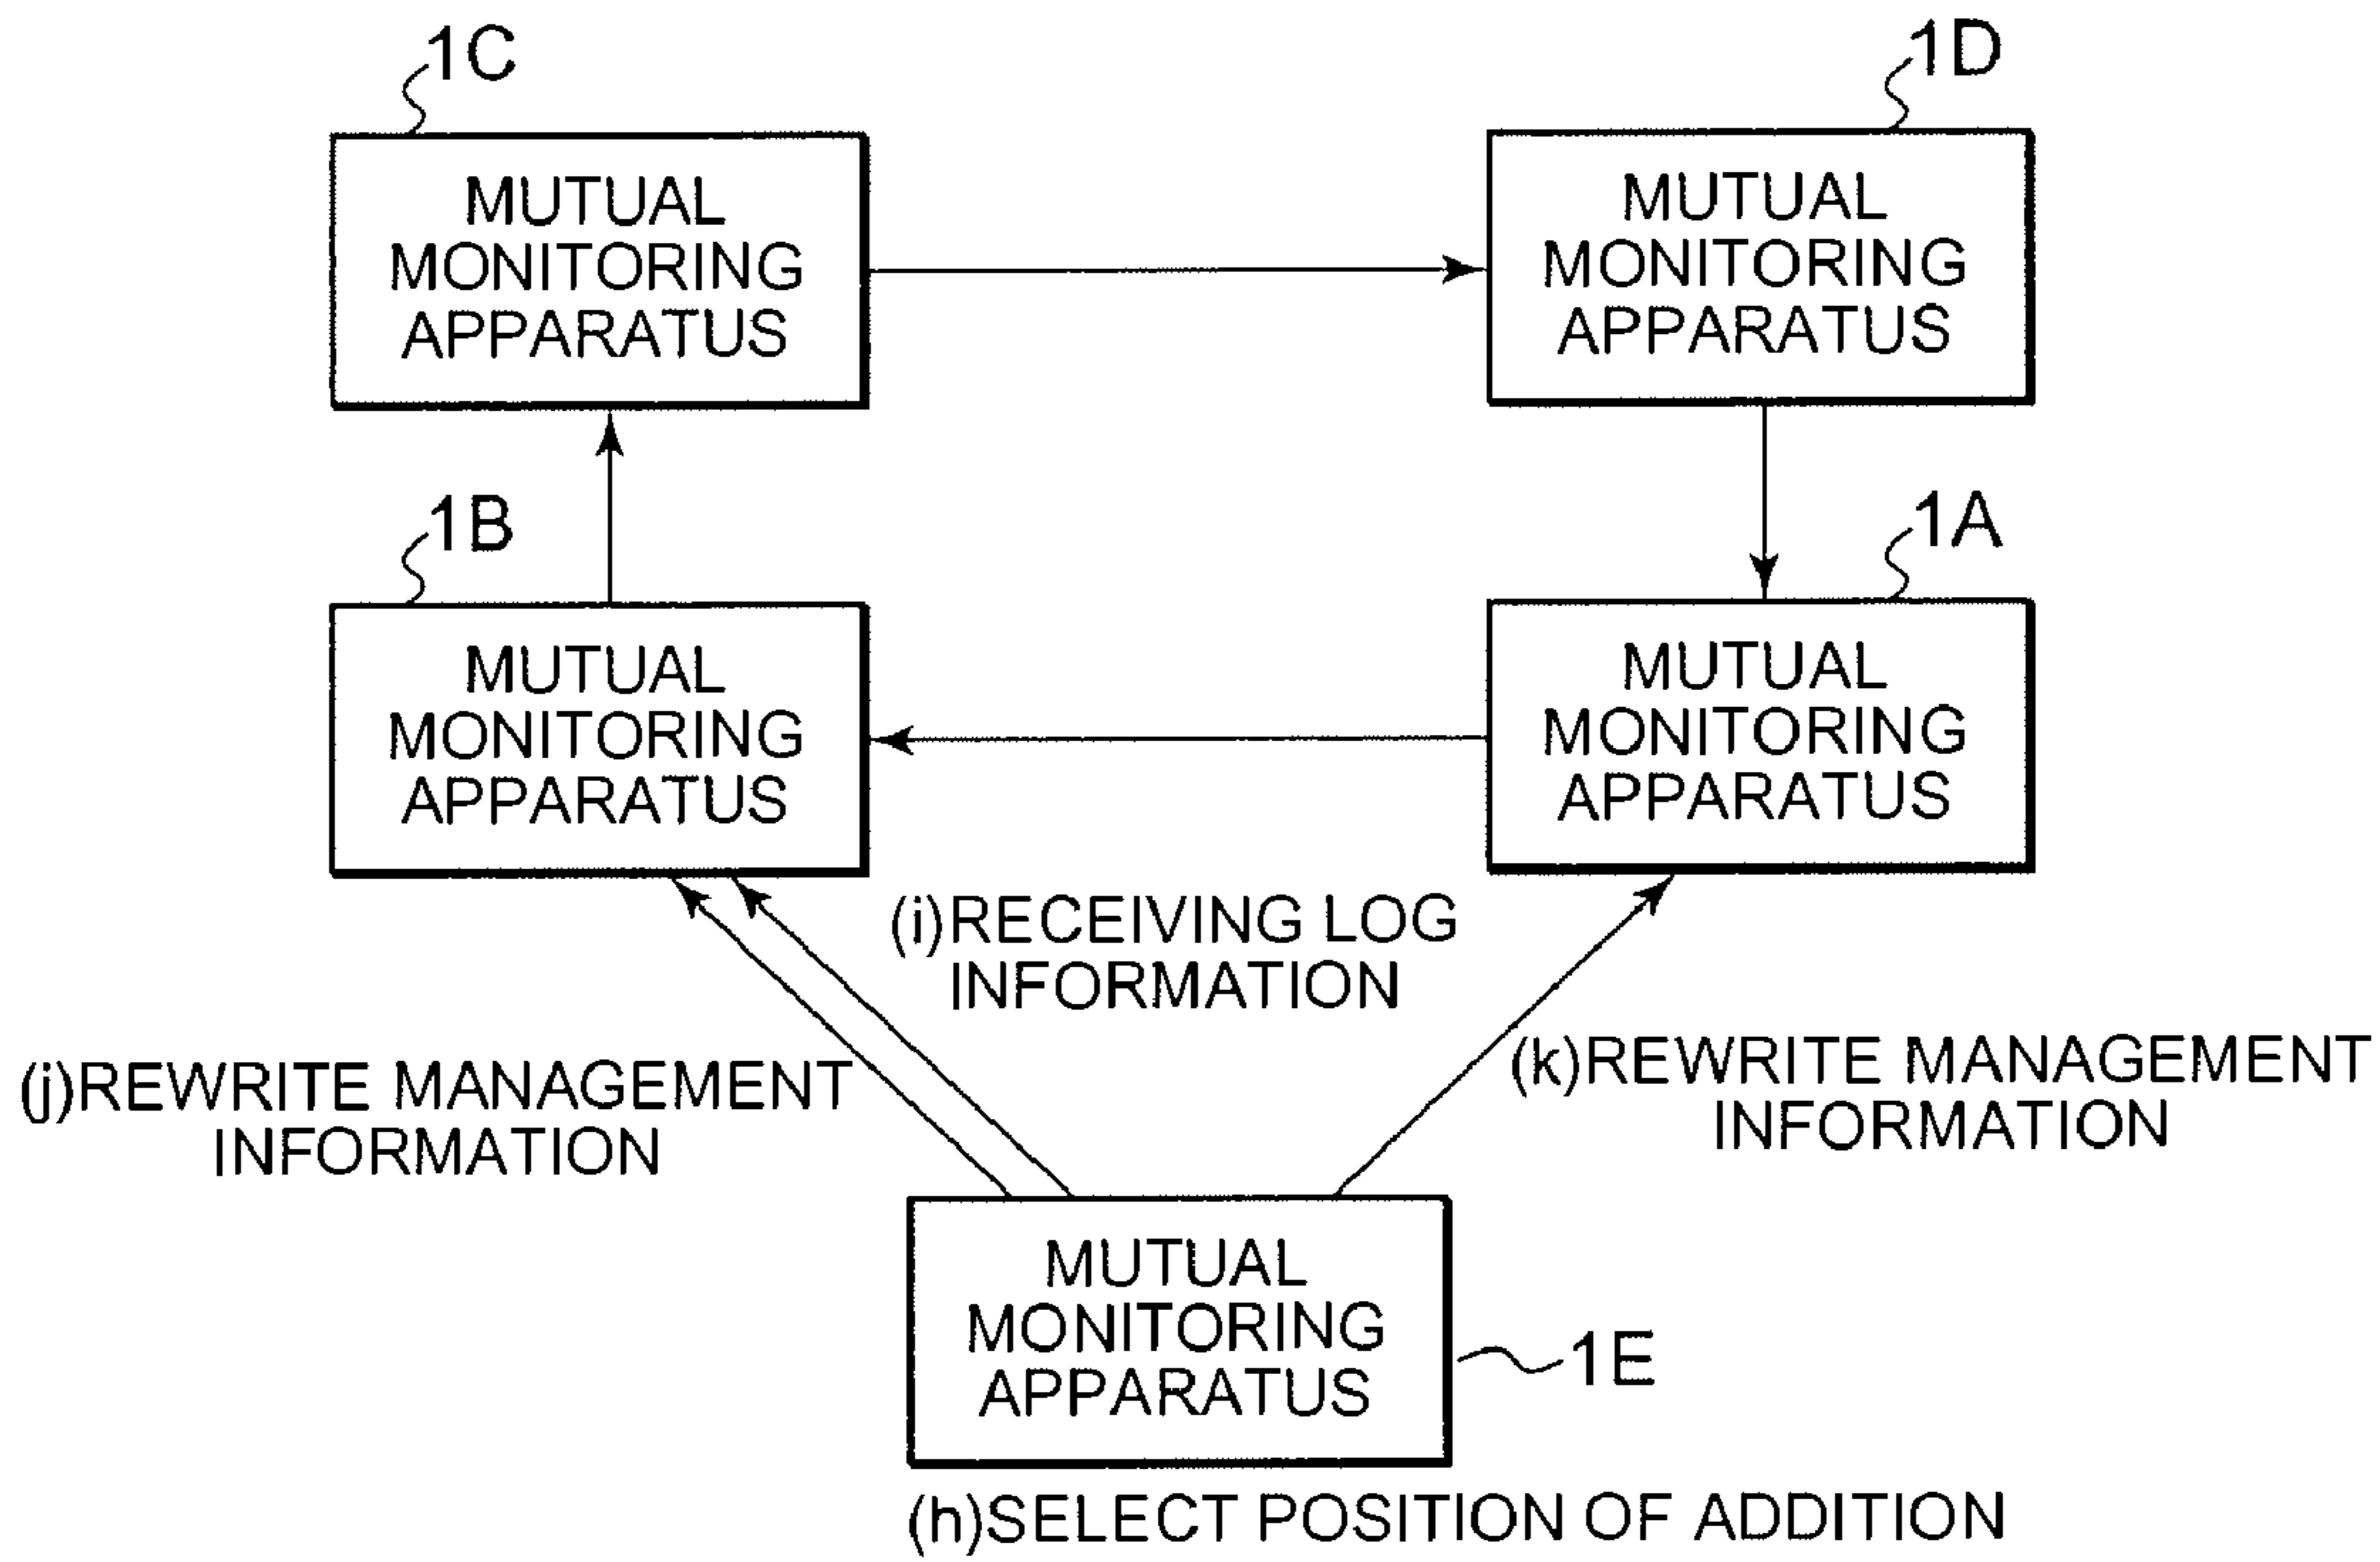 1C
1D
MUTUAL
MONITORING
APPARATUS
MUTUAL
MONITORING
APPARATUS
1B
1A
MUTUAL
MONITORING
APPARATUS
MUTUAL
MONITORING
APPARATUS
(i)RECEIVING LOG
INFORMATION
(j)REWRITE MANAGEMENT
INFORMATION
(k)REWRITE MANAGEMENT
INFORMATION
MUTUAL
MONITORING
APPARATUS
1E
(h)SELECT POSITION OF ADDITION